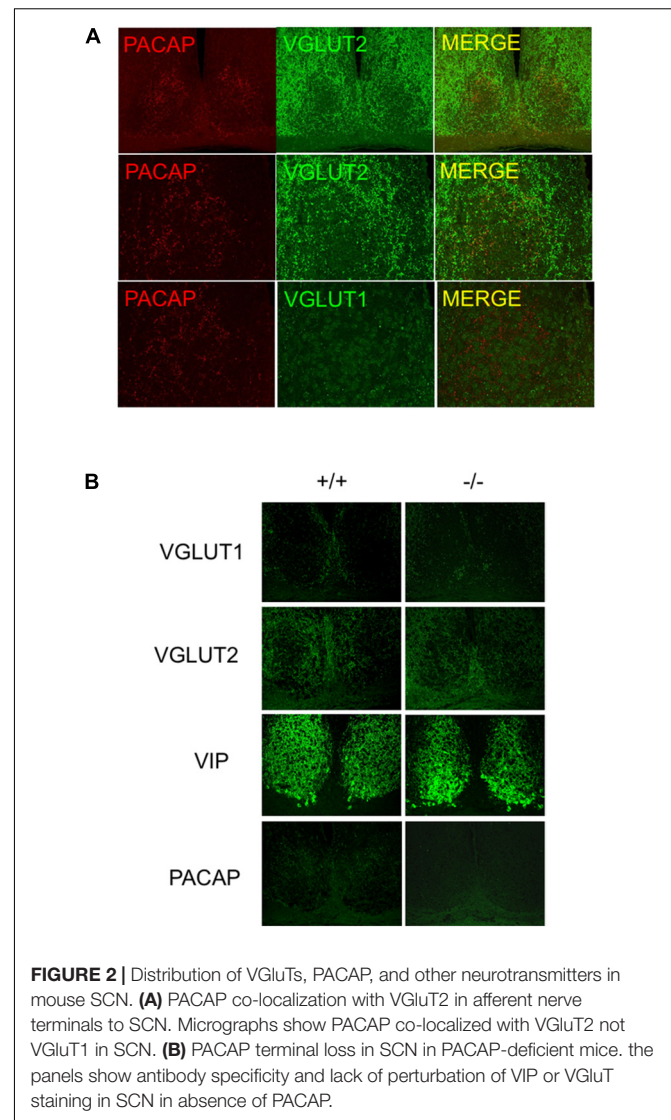 A
PACAP VGLUT2 MERGE
PACAP VGLUT2 MERGE
PACAP VGLUT1 MERGE
B
+/+ -/-
VGLUT1
VGLUT2
VIP
PACAP
FIGURE 2 | Distribution of VGluTs, PACAP, and other neurotransmitters in
mouse SCN. (A) PACAP co-localization with VGluT2 in afferent nerve
terminals to SCN. Micrographs show PACAP co-localized with VGluT2 not
VGluT1 in SCN. (B) PACAP terminal loss in SCN in PACAP-deficient mice. the
panels show antibody specificity and lack of perturbation of VIP or VGluT
staining in SCN in absence of PACAP.